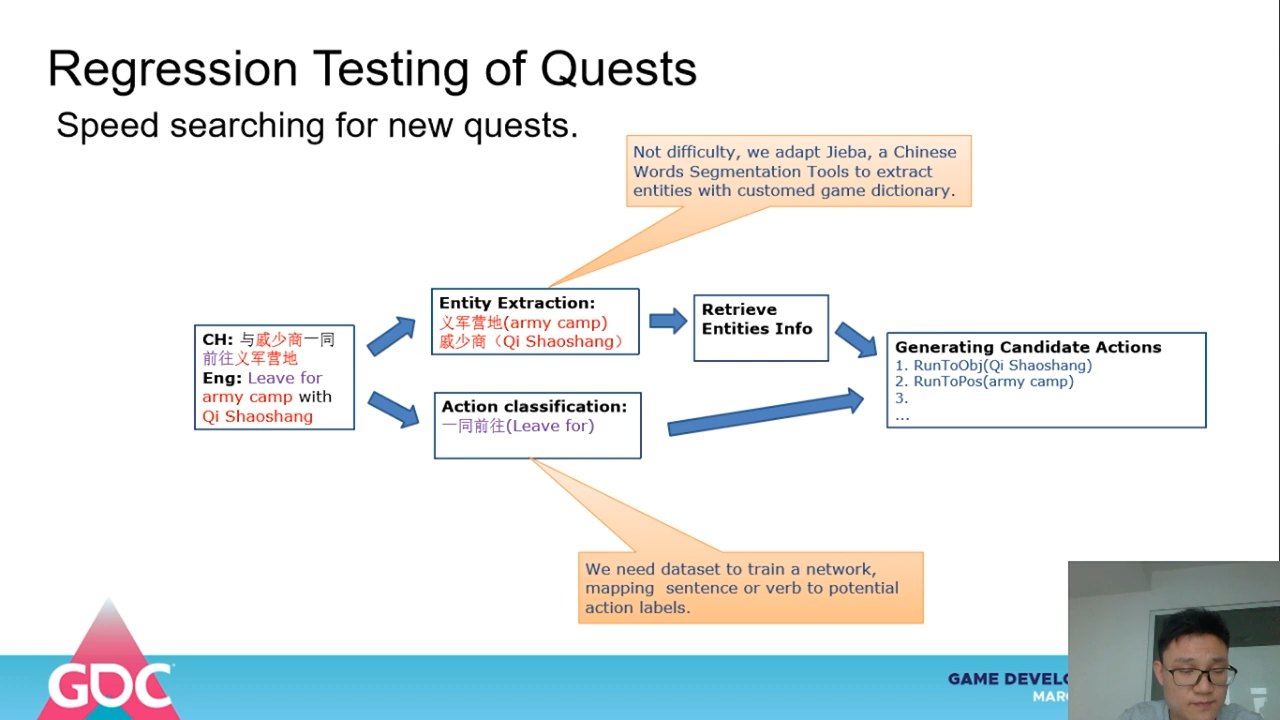 Regression Testing of Quests
Speed searching for new quests.
Not difficulty, we adapt Jieba, a Chinese
Words Segmentation Tools to extract
entities with customed game dictionary.
CH: 与戚少商一同
前往义军营地
Eng: Leave for
army camp with
Qi Shaoshang
Entity Extraction:
义军营地(army camp)
戚少商（Qi Shaoshang）
Retrieve
Entities Info
Action classification:
一同前往(Leave for)
Generating Candidate Actions
1. RunToObj(Qi Shaoshang)
2. RunToPos(army camp)
3.
...
We need dataset to train a network,
mapping  sentence or verb to potential
action labels.
GDC
GAME DEVELO
MARC